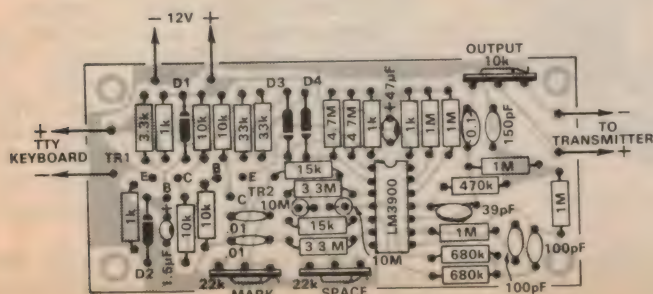 - 12V +
OUTPUT
10k
D1
D3 D4
+47µF
3.3k
1k
10k
10k
33k
33k
4.7M
4.7M
1k
1k
1M
1M
0.1
150pF
+
TTY
KEYBOARD
-
-
TO
TRANSMITTER
+
TR1
E
C
B
B
E
C
TR2
15k
3.3M
10M
15k
3.3M
10M
LM3900
1M
470k
39pF
1M
1M
680k
680k
100pF
100pF
1k
D2
1.5µF
+
10k
10k
.01
.01
22k
MARK
22k
SPACE